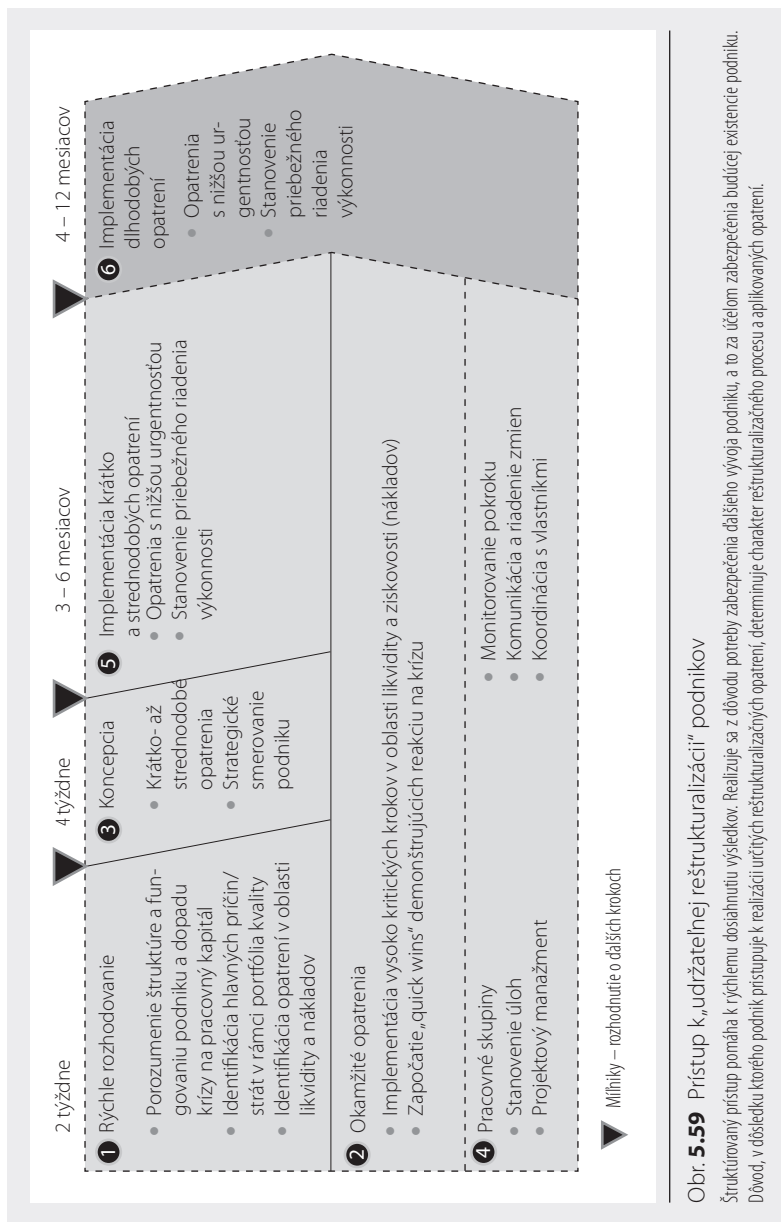 2 týždne
4 týždne
3 – 6 mesiacov
4 – 12 mesiacov
1 Rýchle rozhodovanie
• Porozumenie štruktúre a fun-
govaniu podniku a dopadu
krízy na pracovný kapitál
• Identifikácia hlavných príčin/
strát v rámci portfólia kvality
• Identifikácia opatrení v oblasti
likvidity a nákladov
3 Koncepcia
• Krátko- až
strednodobé
opatrenia
• Strategické
smerovanie
podniku
5 Implementácia krátko
a strednodobých opatrení
• Opatrenia s nižšou urgentnosťou
• Stanovenie priebežného riadenia
výkonnosti
6 Implementácia
dlhodobých
opatrení
• Opatrenia
s nižšou ur-
gentnosťou
• Stanovenie
priebežného
riadenia
výkonnosti
2 Okamžité opatrenia
• Implementácia vysoko kritických krokov v oblasti likvidity a ziskovosti (nákladov)
• Započatie „quick wins" demonštrujúcich reakciu na krízu
4 Pracovné skupiny
• Stanovenie úloh
• Projektový manažment
• Monitorovanie pokroku
• Komunikácia a riadenie zmien
• Koordinácia s vlastníkmi
Míľniky – rozhodnutie o ďalších krokoch
Obr. 5.59 Prístup k „udržateľnej reštrukturalizácii" podnikov
Štruktúrovaný prístup pomáha k rýchlemu dosiahnutiu výsledkov. Realizuje sa z dôvodu potreby zabezpečenia ďalšieho vývoja podniku, a to za účelom zabezpečenia budúcej existencie podniku.
Dôvod, v dôsledku ktorého podnik pristupuje k realizácii určitých reštrukturalizačných opatrení, determinuje charakter reštrukturalizačného procesu a aplikovaných opatrení.